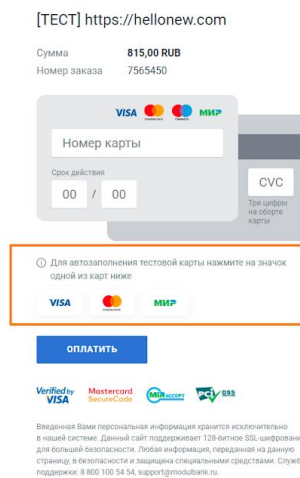 [ТЕСТ] https://hellonew.com
Сумма 815,00 RUB
Номер заказа 7565450
VISA mastercard maestro МИР
Номер карты
Срок действия
00 / 00
CVC
Три цифры
на обороте
карты
Для автозаполнения тестовой карты нажмите на значок
одной из карт ниже
VISA mastercard МИР
ОПЛАТИТЬ
Verified by
VISA
Mastercard
SecureCode
MIR ACCEPT
PCI DSS
Введенная Вами персональная информация хранится исключительно
в нашей системе. Данный сайт поддерживает 128-битное SSL-шифрован
для большей безопасности. Любая информация, переданная на данную
страницу, в безопасности и защищена специальными средствами. Служб
поддержки: 8 800 100 54 54, support@modulbank.ru.